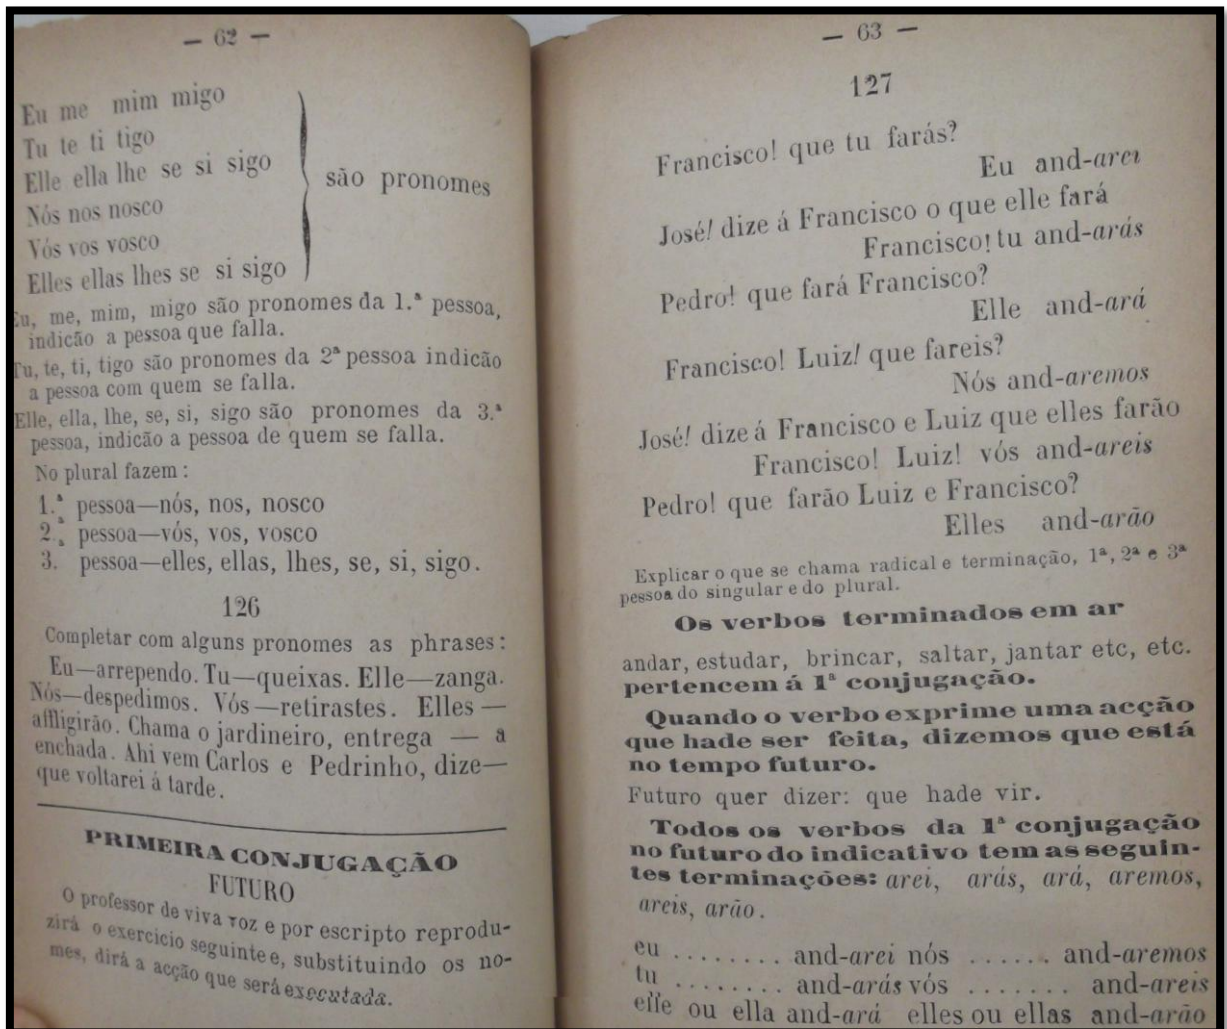 — 62 —
Eu me mim migo
Tu te ti tigo
Elle ella lhe se si sigo
são pronomes
Nós nos nosco
Vós vos vosco
Elles ellas lhes se si sigo
Eu, me, mim, migo são pronomes da 1.ª pessoa,
indicão a pessoa que falla.
Tu, te, ti, tigo são pronomes da 2ª pessoa indicão
a pessoa com quem se falla.
Elle, ella, lhe, se, si, sigo são pronomes da 3.ª
pessoa, indicão a pessoa de quem se falla.
No plural fazem:
1.ª pessoa—nós, nos, nosco
2.ª pessoa—vós, vos, vosco
3. pessoa—elles, ellas, lhes, se, si, sigo.
126
Completar com alguns pronomes as phrases:
Eu—arrependo. Tu—queixas. Elle—zanga.
Nós—despedimos. Vós—retirastes. Elles—
affligirão. Chama o jardineiro, entrega — a
enchada. Ahi vem Carlos e Pedrinho, dize—
que voltarei á tarde.
PRIMEIRA CONJUGAÇÃO
FUTURO
O professor de viva voz e por escripto reprodu-
zirá o exercicio seguinte e, substituindo os no-
mes, dirá a acção que será executada.
— 63 —
127
Francisco! que tu farás?
Eu and-arei
José! dize á Francisco o que elle fará
Francisco! tu and-arás
Pedro! que fará Francisco?
Elle and-ará
Francisco! Luiz! que fareis?
Nós and-aremos
José! dize á Francisco e Luiz que elles farão
Francisco! Luiz! vós and-areis
Pedro! que farão Luiz e Francisco?
Elles and-arão
Explicar o que se chama radical e terminação, 1ª, 2ª e 3ª
pessoa do singular e do plural.
Os verbos terminados em ar
andar, estudar, brincar, saltar, jantar etc, etc.
pertencem á 1ª conjugação.
Quando o verbo exprime uma acção
que hade ser feita, dizemos que está
no tempo futuro.
Futuro quer dizer: que hade vir.
Todos os verbos da 1ª conjugação
no futuro do indicativo tem as seguin-
tes terminações: arei, arás, ará, aremos,
areis, arão.
eu ........ and-arei nós ...... and-aremos
tu ........ and-arás vós ....... and-areis
elle ou ella and-ará elles ou ellas and-arão